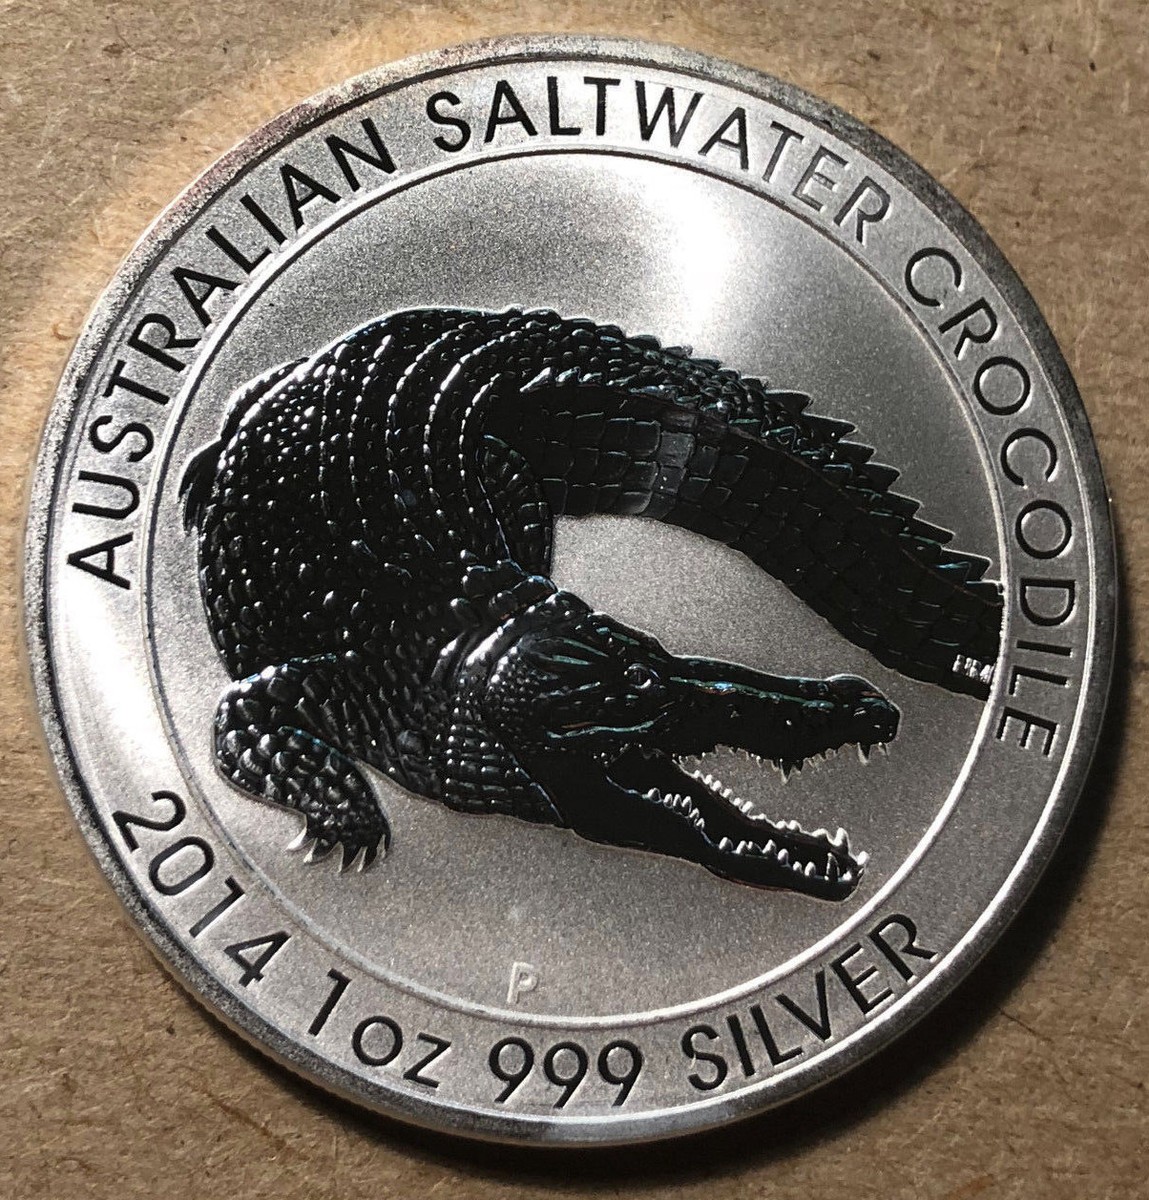 AUSTRALIAN SALTWATER CROCODILE
P
2014 1oz 999 SILVER